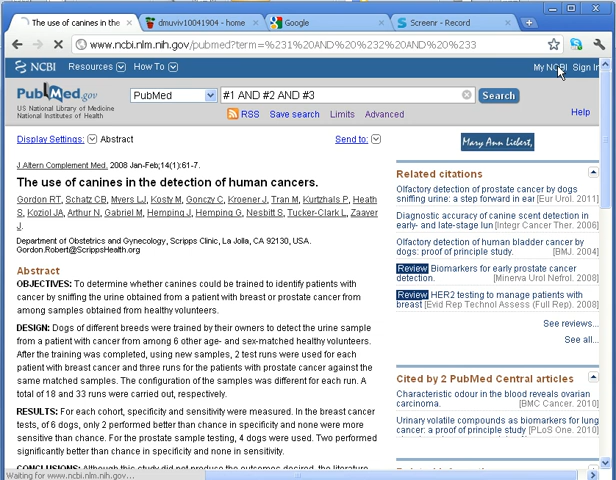 The use of canines in de
dmuviv10041904 - home
Google
Screenr - Record
www.ncbi.nlm.nih.gov/pubmed?term=%231%20AND%20%232%20AND%20%233
NCBI Resources How To My NCBI Sign In
PubMed.gov
US National Library of Medicine
National Institutes of Health
PubMed
#1 AND #2 AND #3
Search
RSS Save search Limits Advanced
Help
Display Settings: Abstract
Send to:
Mary Ann Liebert,
J Altern Complement Med. 2008 Jan-Feb;14(1):61-7.
The use of canines in the detection of human cancers.
Gordon RT, Schatz CB, Myers LJ, Kosty M, Gonczy C, Kroener J, Tran M, Kurtzhals P, Heath
S, Koziol JA, Arthur N, Gabriel M, Hemping J, Hemping G, Nesbitt S, Tucker-Clark L, Zaayer
J.
Department of Obstetrics and Gynecology, Scripps Clinic, La Jolla, CA 92130, USA.
Gordon.Robert@ScrippsHealth.org
Abstract
OBJECTIVES: To determine whether canines could be trained to identify patients with
cancer by sniffing the urine obtained from a patient with breast or prostate cancer from
among samples obtained from healthy volunteers.
DESIGN: Dogs of different breeds were trained by their owners to detect the urine sample
from a patient with cancer from among 6 other age- and sex-matched healthy volunteers.
After the training was completed, using new samples, 2 test runs were used for each
patient with breast cancer and three runs for the patients with prostate cancer against the
same matched samples. The configuration of the samples was different for each run. A
total of 18 and 33 runs were carried out, respectively.
RESULTS: For each cohort, specificity and sensitivity were measured. In the breast cancer
tests, of 6 dogs, only 2 performed better than chance in specificity and none were more
sensitive than chance. For the prostate sample testing, 4 dogs were used. Two performed
significantly better than chance in specificity and none in sensitivity.
CONCLUSIONS: Although this study did not produce the outcomes desired, the literature
Related citations
Olfactory detection of prostate cancer by dogs
sniffing urine: a step forward in ear [Eur Urol. 2011]
Diagnostic accuracy of canine scent detection in
early- and late-stage lun [Integr Cancer Ther. 2006]
Olfactory detection of human bladder cancer by
dogs: proof of principle study. [BMJ. 2004]
Review Biomarkers for early prostate cancer
detection. [Minerva Urol Nefrol. 2008]
Review HER2 testing to manage patients with
breast [Evid Rep Technol Assess (Full Rep). 2008]
See reviews...
See all...
Cited by 2 PubMed Central articles
Characteristic odour in the blood reveals ovarian
carcinoma. [BMC Cancer. 2010]
Urinary volatile compounds as biomarkers for lung
cancer: a proof of principle study. [PLoS One. 2010]
Waiting for www.ncbi.nlm.nih.gov...